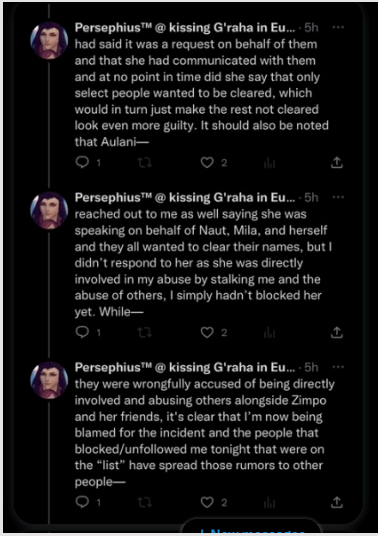 Persephius™ @ kissing G'raha in Eu... · 5h ···
had said it was a request on behalf of them
and that she had communicated with them
and at no point in time did she say that only
select people wanted to be cleared, which
would in turn just make the rest not cleared
look even more guilty. It should also be noted
that Aulani—
1 2
Persephius™ @ kissing G'raha in Eu... · 5h ···
reached out to me as well saying she was
speaking on behalf of Naut, Mila, and herself
and they all wanted to clear their names, but I
didn't respond to her as she was directly
involved in my abuse by stalking me and the
abuse of others, I simply hadn't blocked her
yet. While—
1 2
Persephius™ @ kissing G'raha in Eu... · 5h ···
they were wrongfully accused of being directly
involved and abusing others alongside Zimpo
and her friends, it's clear that I'm now being
blamed for the incident and the people that
blocked/unfollowed me tonight that were on
the “list” have spread those rumors to other
people—
1 2
New messages